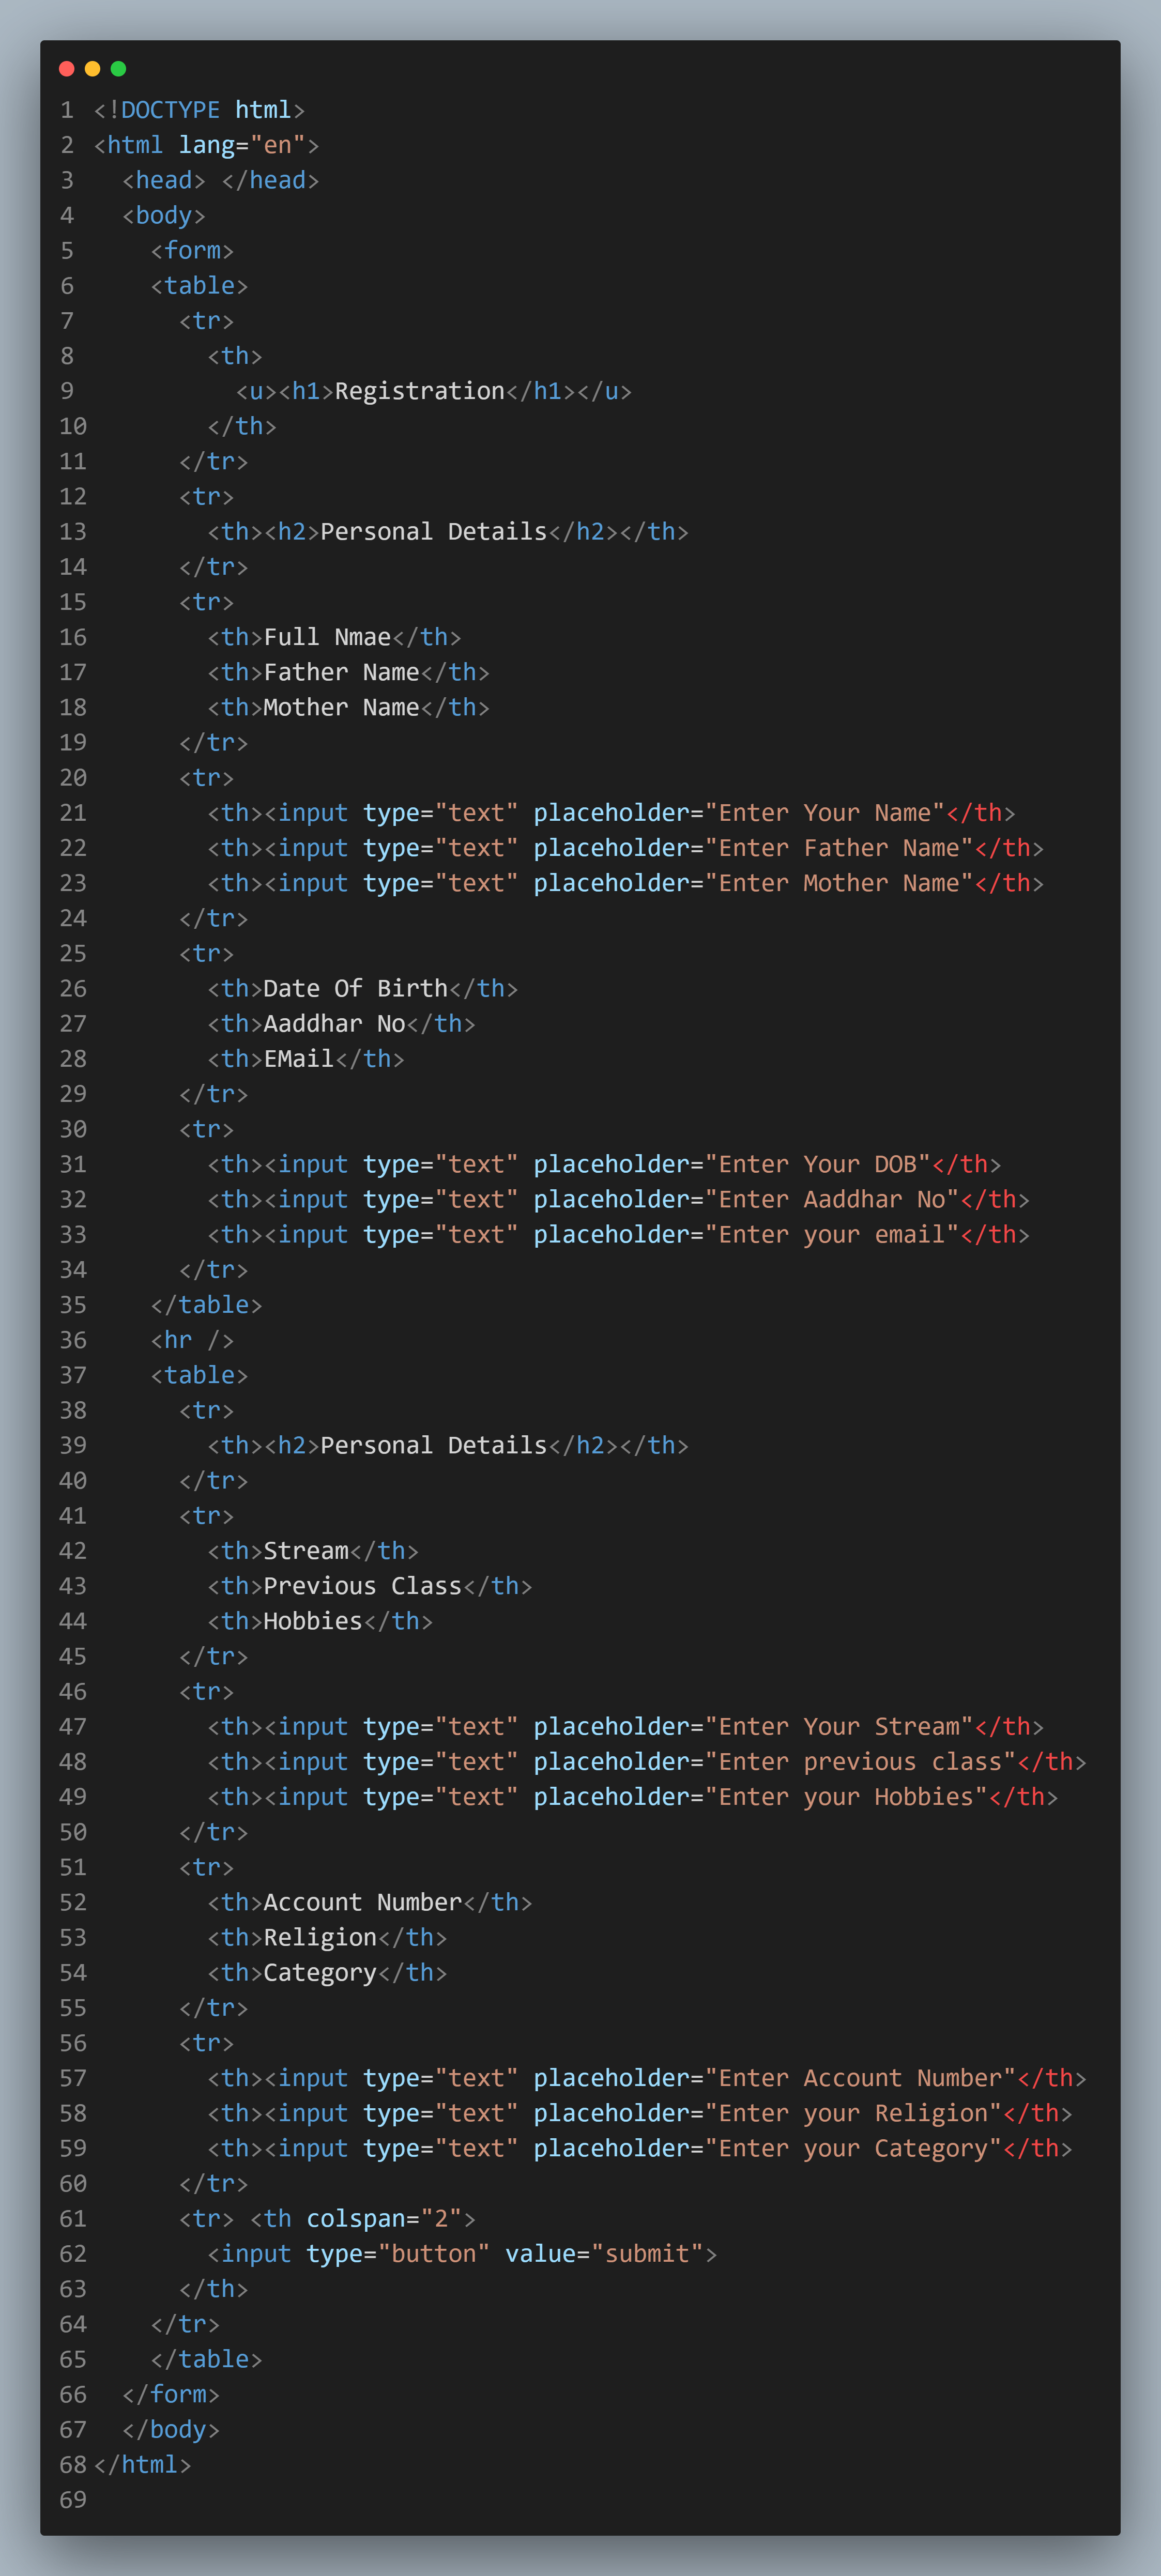 1 <!DOCTYPE html>
2 <html lang="en">
3   <head> </head>
4   <body>
5     <form>
6     <table>
7       <tr>
8         <th>
9           <u><h1>Registration</h1></u>
10         </th>
11       </tr>
12       <tr>
13         <th><h2>Personal Details</h2></th>
14       </tr>
15       <tr>
16         <th>Full Nmae</th>
17         <th>Father Name</th>
18         <th>Mother Name</th>
19       </tr>
20       <tr>
21         <th><input type="text" placeholder="Enter Your Name"</th>
22         <th><input type="text" placeholder="Enter Father Name"</th>
23         <th><input type="text" placeholder="Enter Mother Name"</th>
24       </tr>
25       <tr>
26         <th>Date Of Birth</th>
27         <th>Aaddhar No</th>
28         <th>EMail</th>
29       </tr>
30       <tr>
31         <th><input type="text" placeholder="Enter Your DOB"</th>
32         <th><input type="text" placeholder="Enter Aaddhar No"</th>
33         <th><input type="text" placeholder="Enter your email"</th>
34       </tr>
35     </table>
36     <hr />
37     <table>
38       <tr>
39         <th><h2>Personal Details</h2></th>
40       </tr>
41       <tr>
42         <th>Stream</th>
43         <th>Previous Class</th>
44         <th>Hobbies</th>
45       </tr>
46       <tr>
47         <th><input type="text" placeholder="Enter Your Stream"</th>
48         <th><input type="text" placeholder="Enter previous class"</th>
49         <th><input type="text" placeholder="Enter your Hobbies"</th>
50       </tr>
51       <tr>
52         <th>Account Number</th>
53         <th>Religion</th>
54         <th>Category</th>
55       </tr>
56       <tr>
57         <th><input type="text" placeholder="Enter Account Number"</th>
58         <th><input type="text" placeholder="Enter your Religion"</th>
59         <th><input type="text" placeholder="Enter your Category"</th>
60       </tr>
61       <tr> <th colspan="2">
62         <input type="button" value="submit">
63       </th>
64     </tr>
65     </table>
66   </form>
67   </body>
68 </html>
69